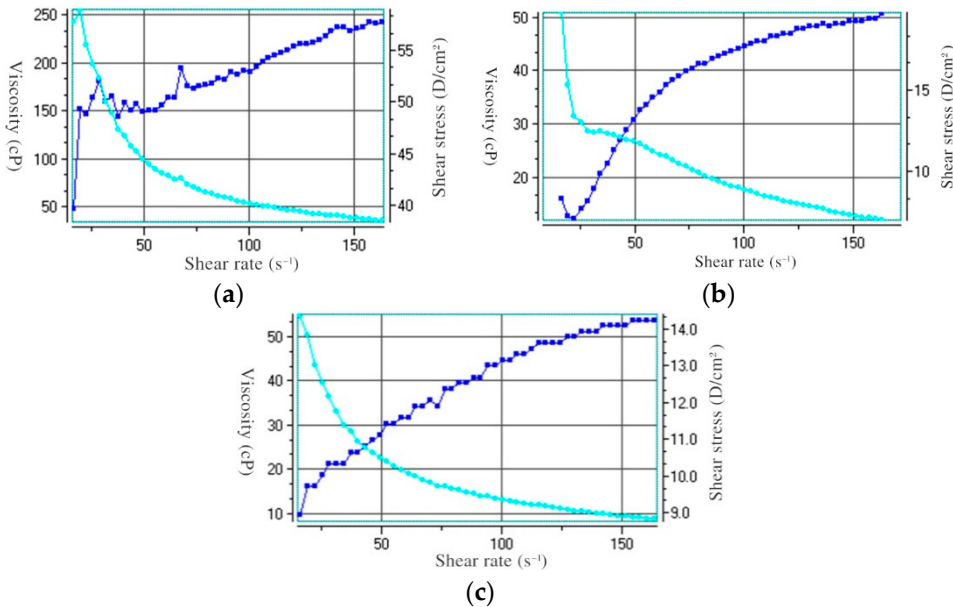 250
200
150
100
50
Viscosity (cP)
55
50
45
40
Shear stress (D/cm²)
50
100
150
Shear rate (s⁻¹)
(a)
50
40
30
20
Viscosity (cP)
15
10
Shear stress (D/cm²)
50
100
150
Shear rate (s⁻¹)
(b)
50
40
30
20
10
Viscosity (cP)
14.0
13.0
12.0
11.0
10.0
9.0
Shear stress (D/cm²)
50
100
150
Shear rate (s⁻¹)
(c)